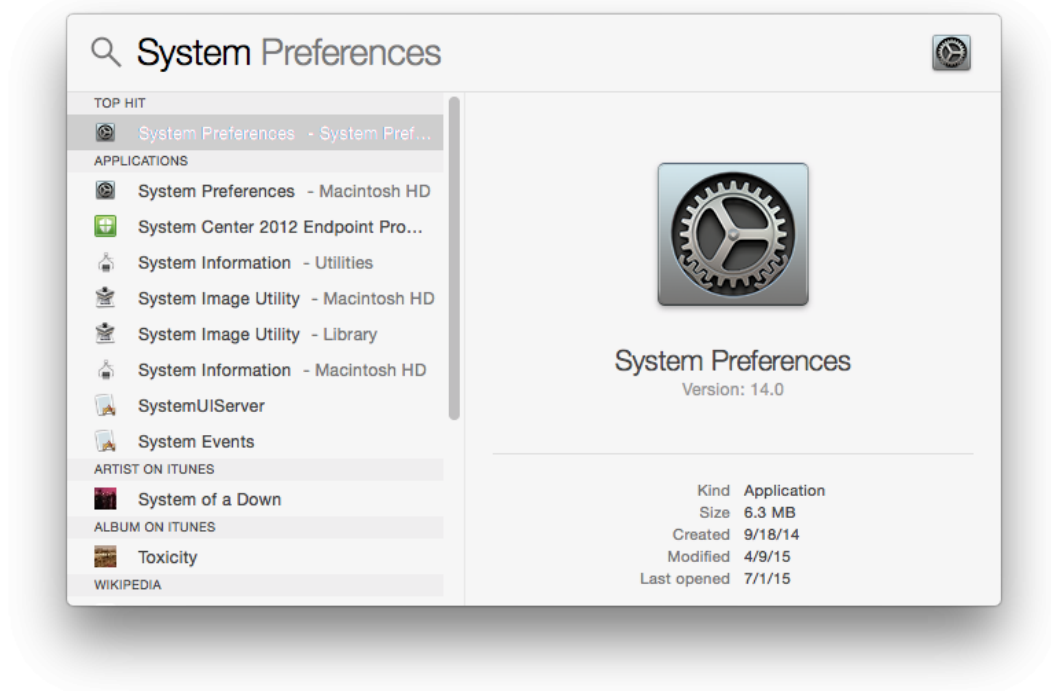 System Preferences
TOP HIT
System Preferences - System Pref...
APPLICATIONS
System Preferences - Macintosh HD
System Center 2012 Endpoint Pro...
System Information - Utilities
System Image Utility - Macintosh HD
System Image Utility - Library
System Information - Macintosh HD
SystemUIServer
System Events
ARTIST ON ITUNES
System of a Down
ALBUM ON ITUNES
Toxicity
WIKIPEDIA
System Preferences
Version: 14.0
Kind Application
Size 6.3 MB
Created 9/18/14
Modified 4/9/15
Last opened 7/1/15